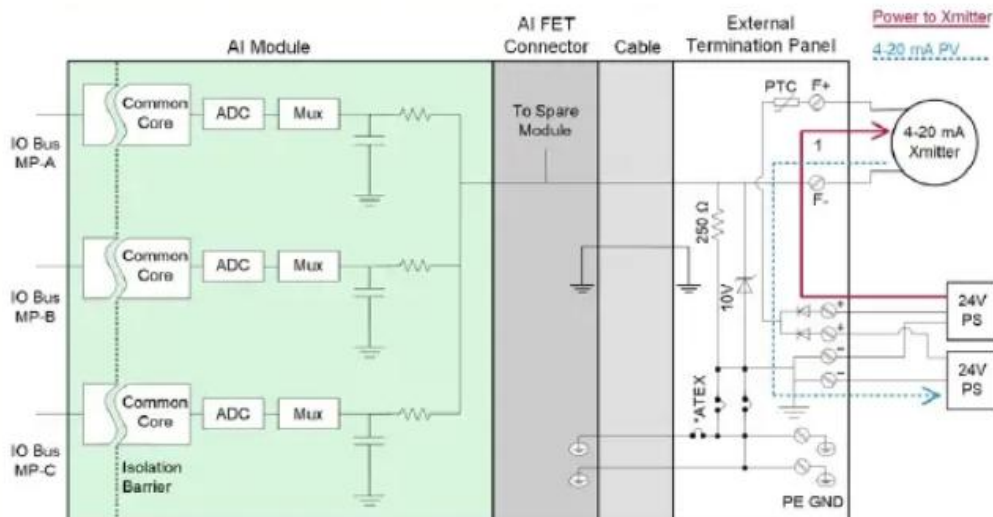 AI Module
AI FET
Connector
Cable
External
Termination Panel
Power to Xmitter
4-20 mA PV
IO Bus
MP-A
Common
Core
ADC
Mux
To Spare
Module
PTC
F+
1
F-
4-20 mA
Xmitter
IO Bus
MP-B
Common
Core
ADC
Mux
250 Ω
10V
+
+
-
-
24V
PS
24V
PS
IO Bus
MP-C
Common
Core
ADC
Mux
*ATEX
Isolation
Barrier
PE GND